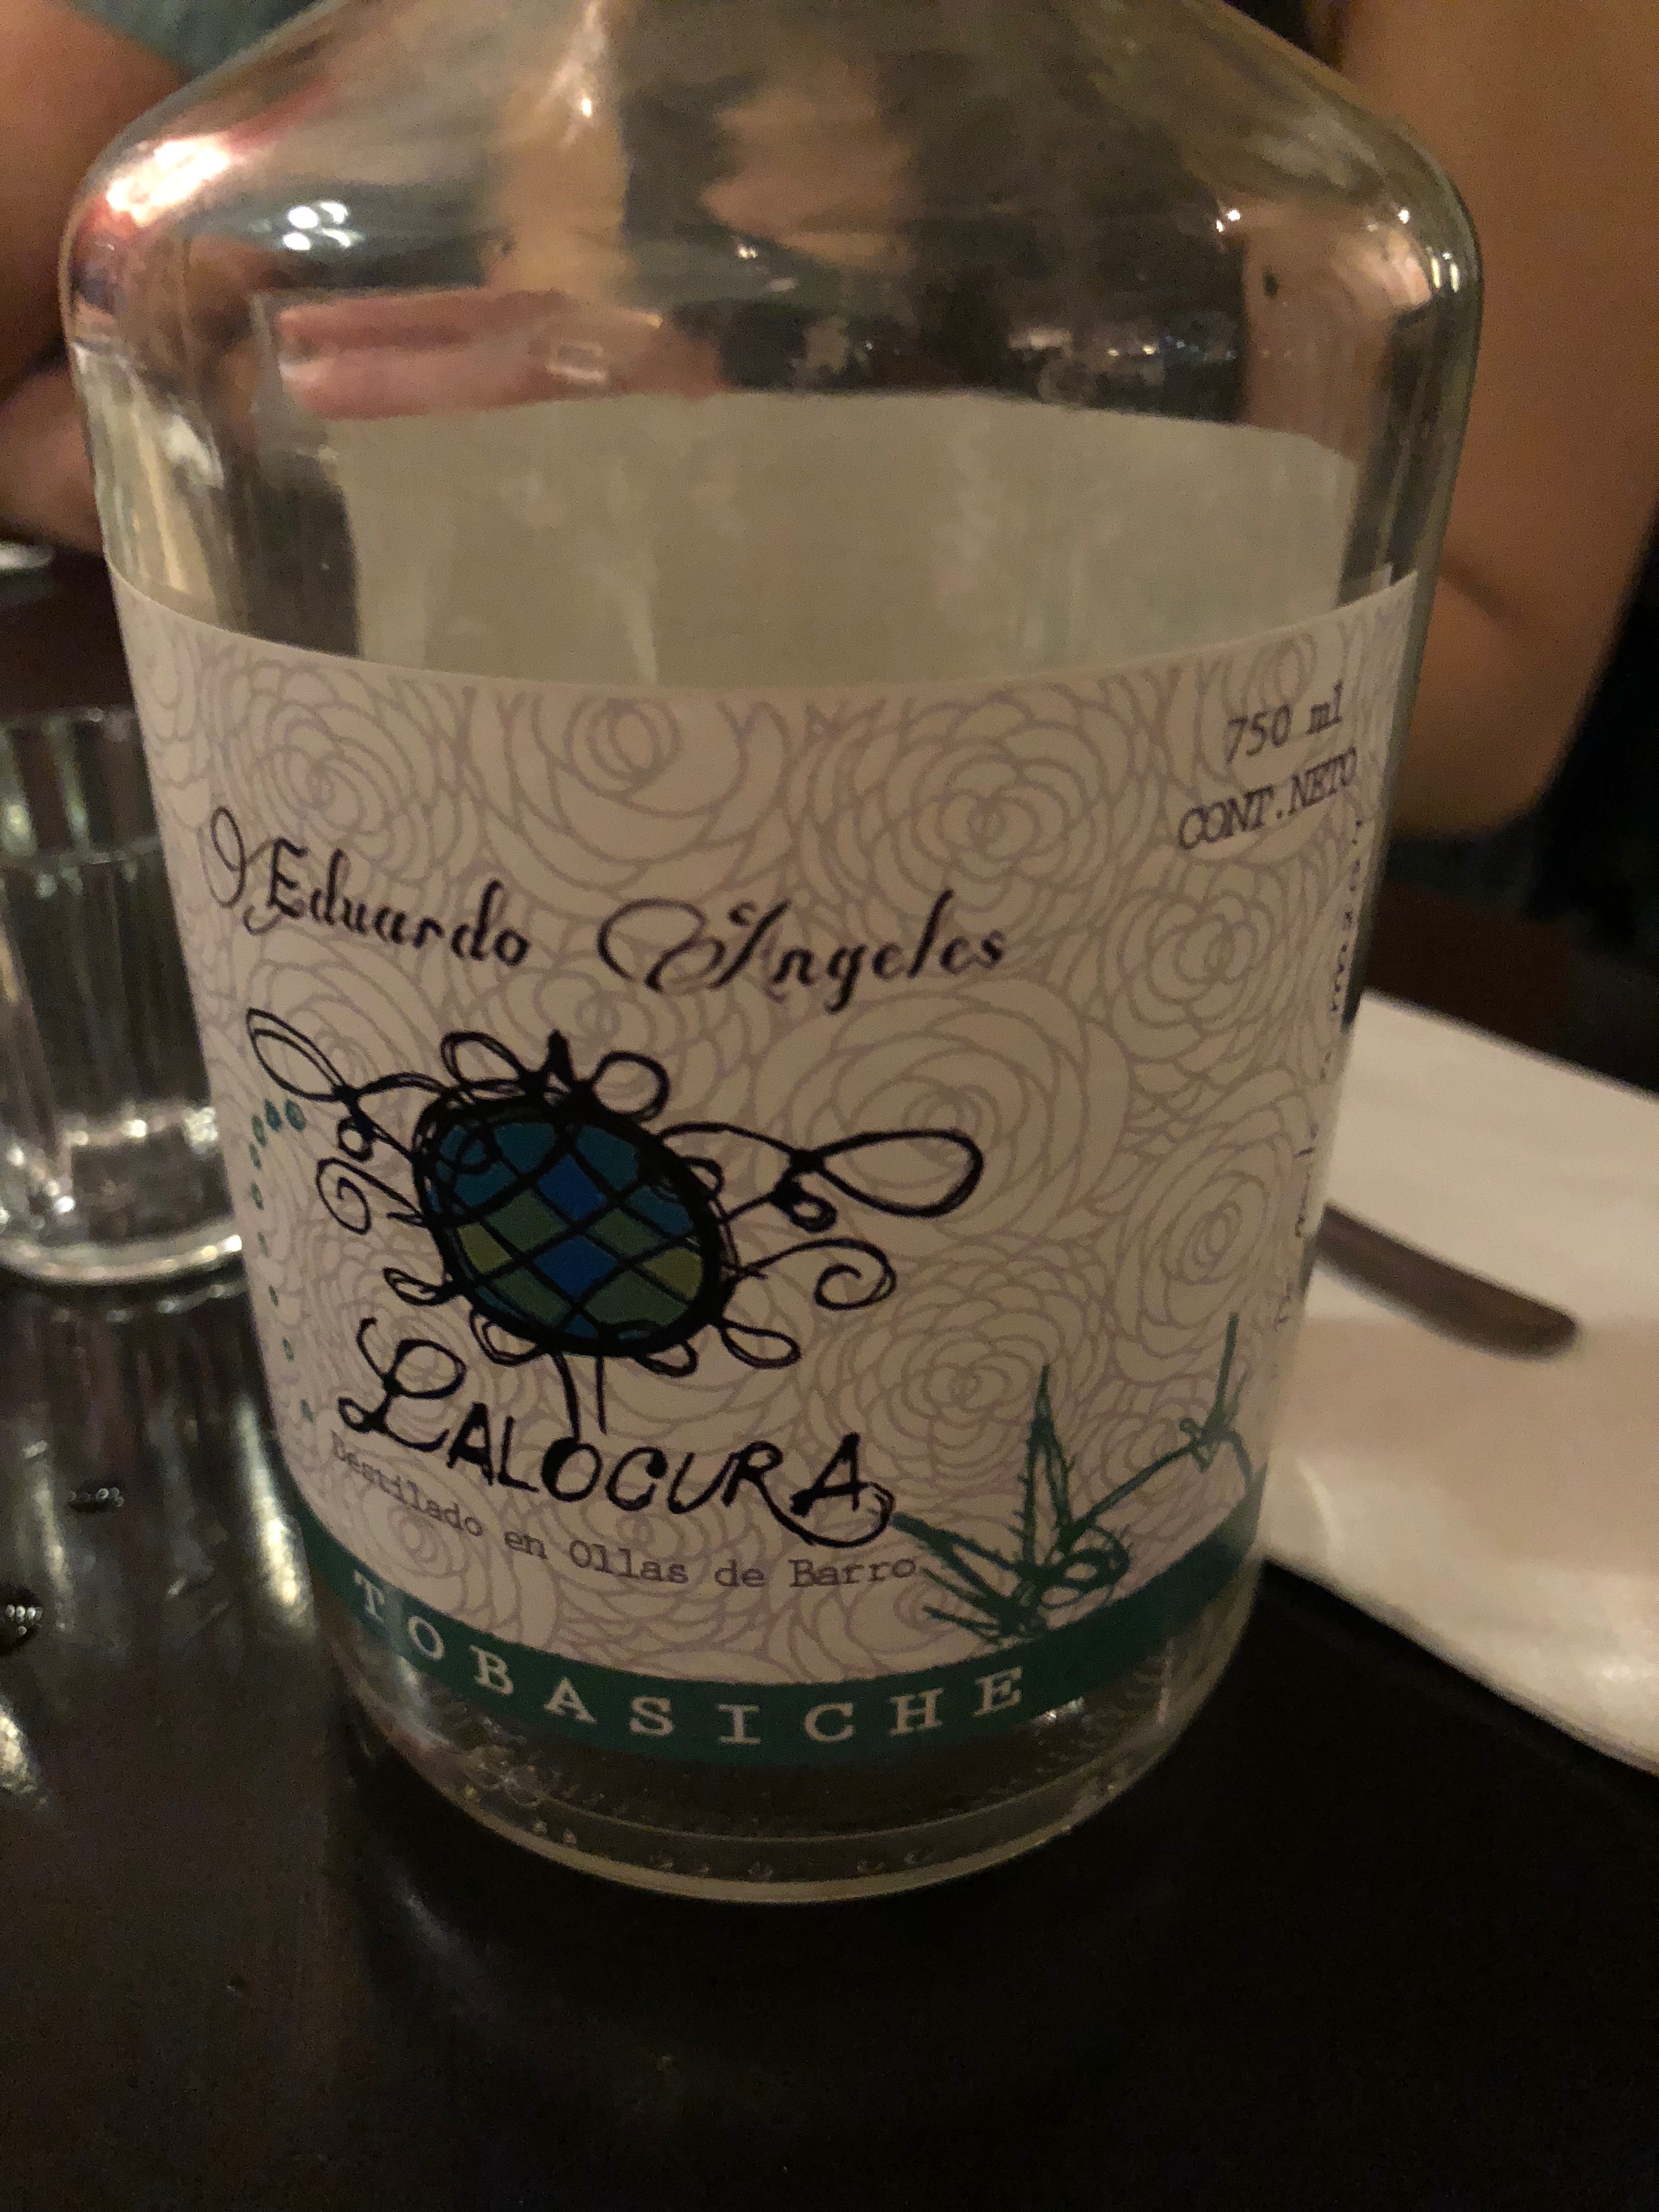 750 ml
CONT.NETO
Eduardo Angeles
LALOCURA
Destilado en Ollas de Barro
TOBASICHE